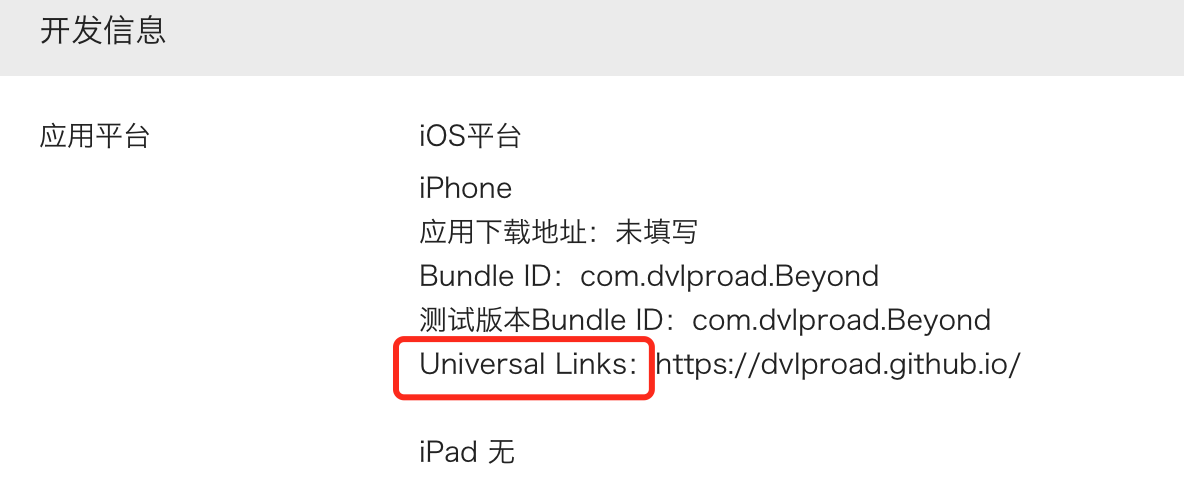 开发信息
应用平台
iOS平台
iPhone
应用下载地址：未填写
Bundle ID：com.dvlproad.Beyond
测试版本Bundle ID：com.dvlproad.Beyond
Universal Links：https://dvlproad.github.io/
iPad 无